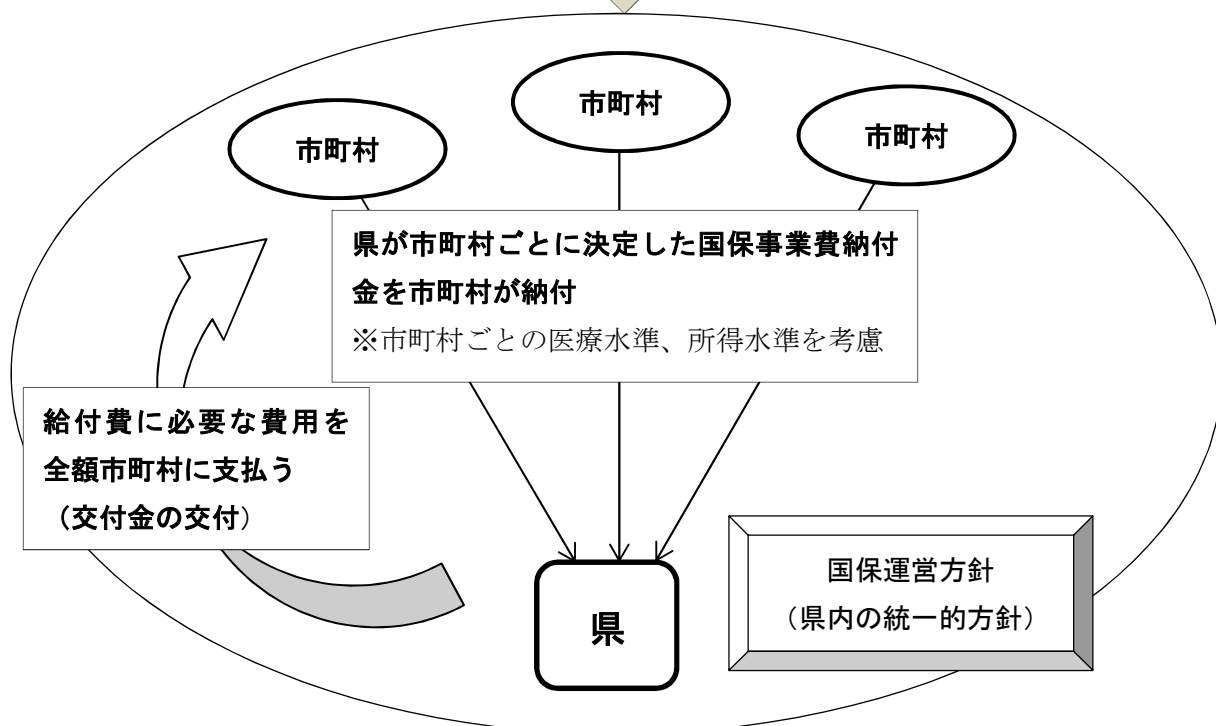 市町村
市町村
市町村
県が市町村ごとに決定した国保事業費納付
金を市町村が納付
※市町村ごとの医療水準、所得水準を考慮
給付費に必要な費用を
全額市町村に支払う
（交付金の交付）
国保運営方針
（県内の統一的方針）
県